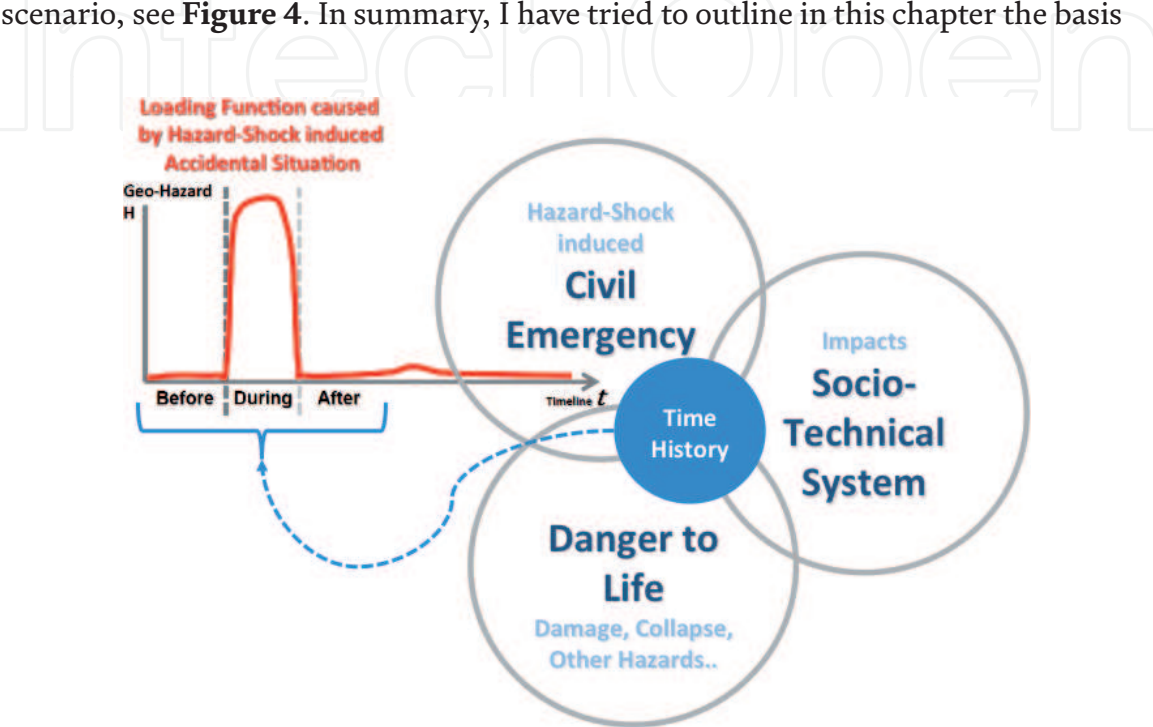 scenario, see Figure 4. In summary, I have tried to outline in this chapter the basis
IntechOpen
Loading Function caused
by Hazard-Shock induced
Accidental Situation
Geo-Hazard
H
Before
During
After
Timeline t
Hazard-Shock
induced
Civil
Emergency
Impacts
Socio-
Technical
System
Time
History
Danger to
Life
Damage, Collapse,
Other Hazards..